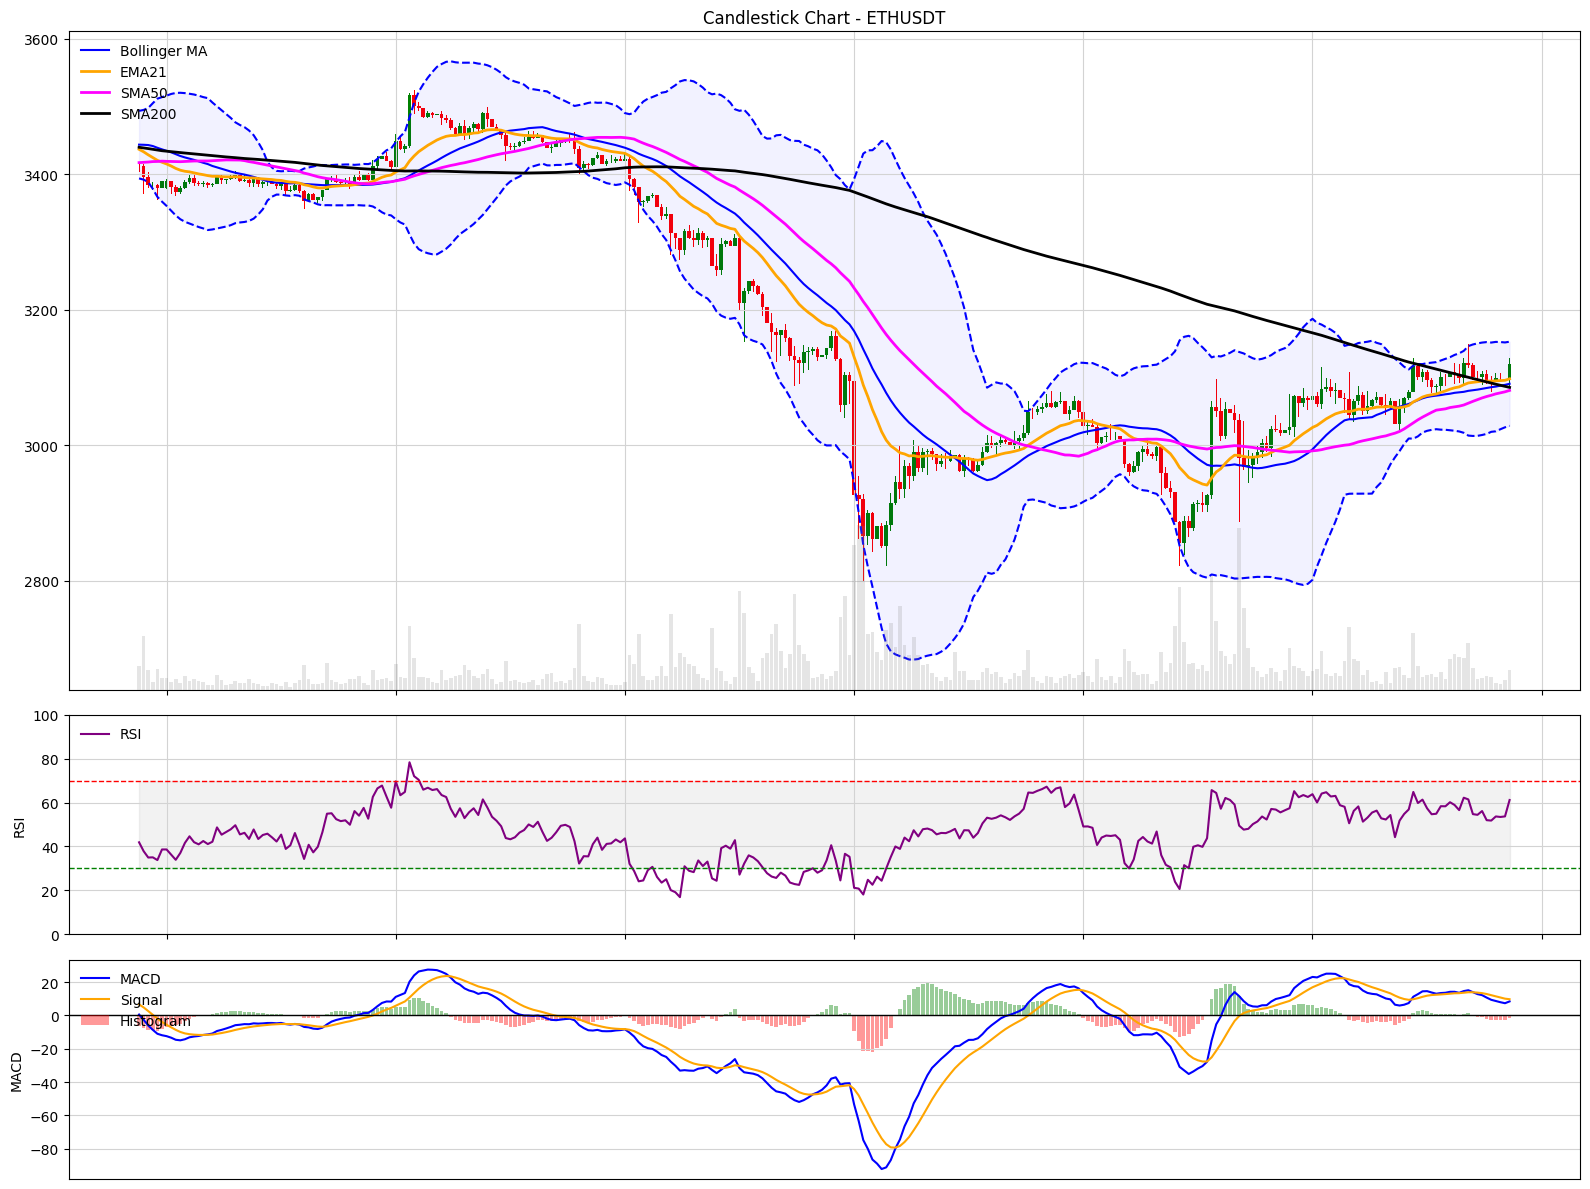 Candlestick Chart - ETHUSDT
3600
3400
3200
3000
2800
Bollinger MA
EMA21
SMA50
SMA200
100
80
60
40
20
0
RSI
RSI
20
0
−20
−40
−60
−80
MACD
MACD
Signal
Histogram